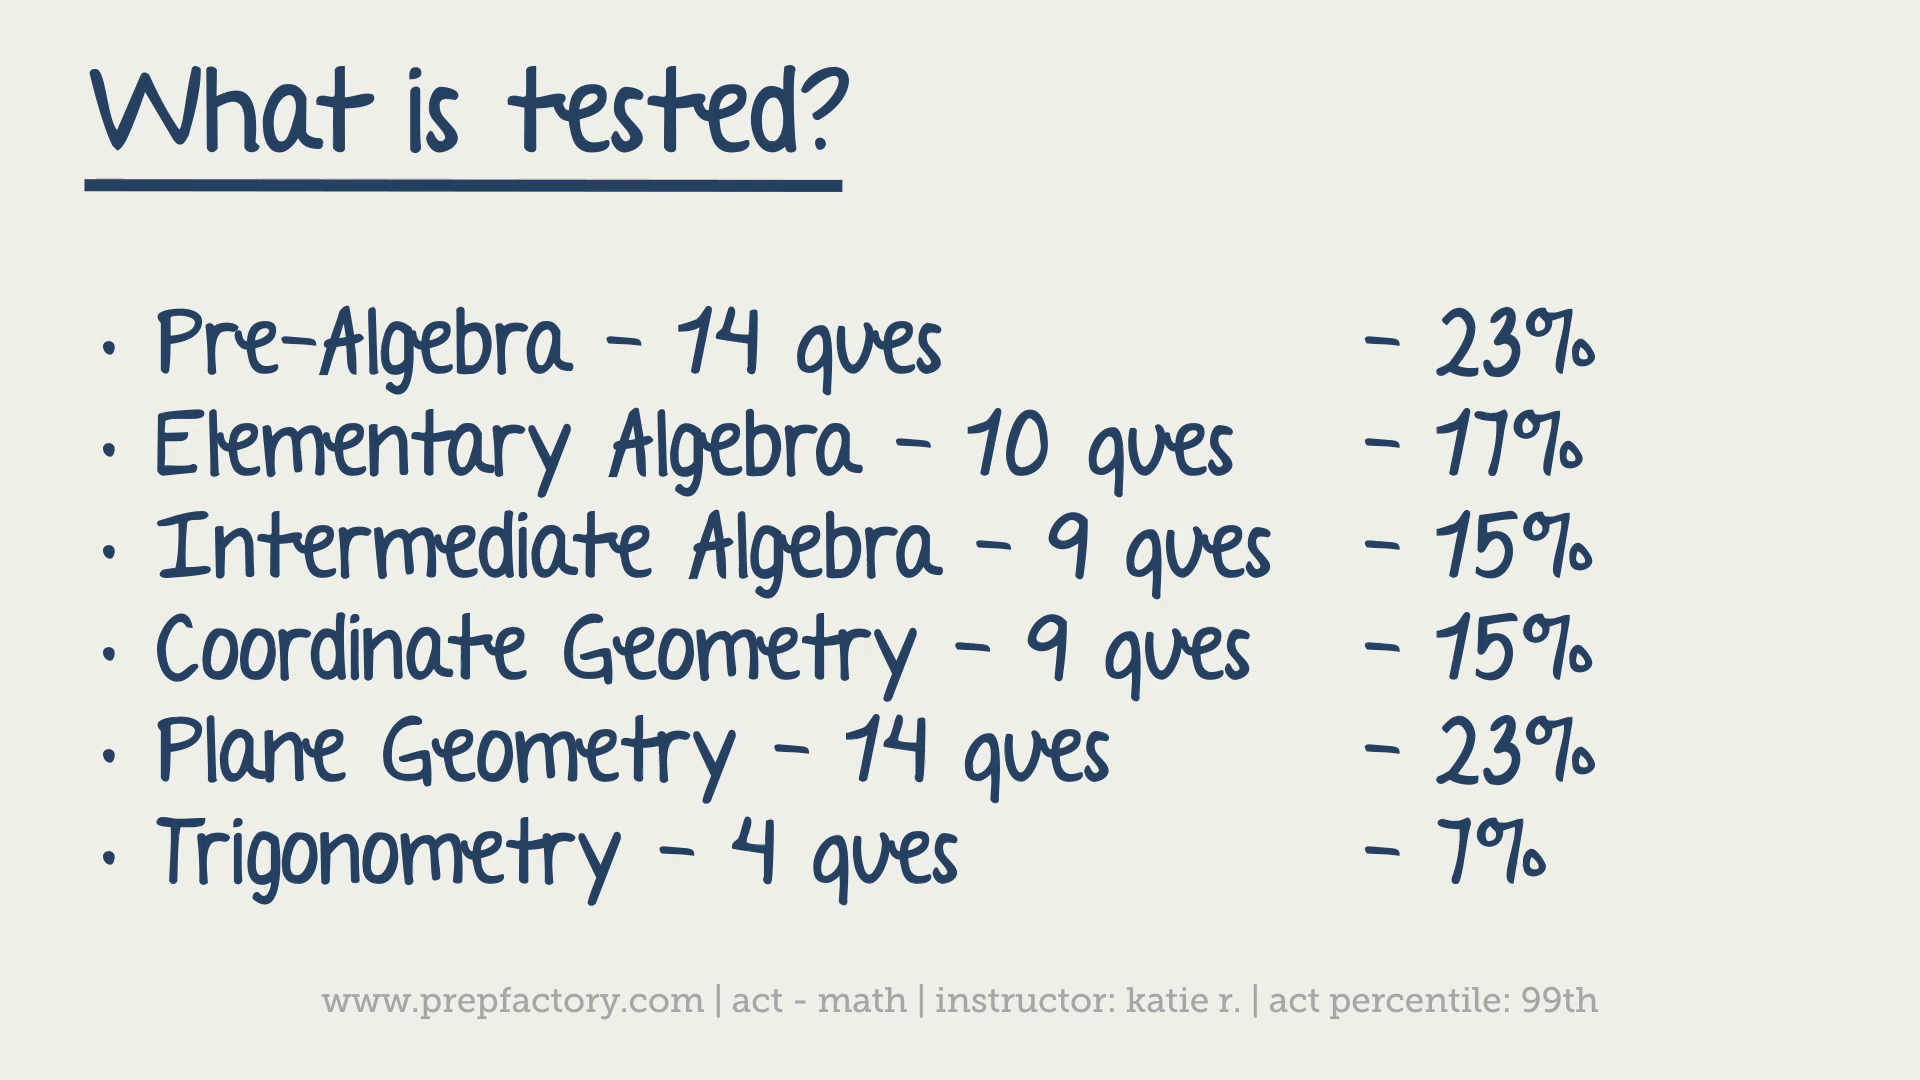 What is tested?
• Pre-Algebra - 14 ques - 23%
• Elementary Algebra - 10 ques - 17%
• Intermediate Algebra - 9 ques - 15%
• Coordinate Geometry - 9 ques - 15%
• Plane Geometry - 14 ques - 23%
• Trigonometry - 4 ques - 7%
www.prepfactory.com | act - math | instructor: katie r. | act percentile: 99th